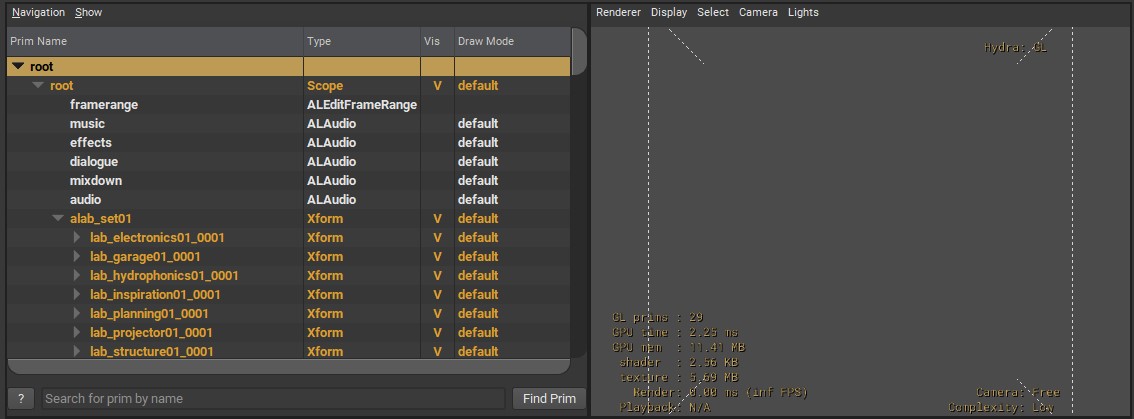 Navigation Show
Prim Name Type Vis Draw Mode
root
root Scope V default
framerange ALEditFrameRange
music ALAudio default
effects ALAudio default
dialogue ALAudio default
mixdown ALAudio default
audio ALAudio default
alab_set01 Xform V default
lab_electronics01_0001 Xform V default
lab_garage01_0001 Xform V default
lab_hydrophonics01_0001 Xform V default
lab_inspiration01_0001 Xform V default
lab_planning01_0001 Xform V default
lab_projector01_0001 Xform V default
lab_structure01_0001 Xform V default
? Search for prim by name Find Prim
Renderer Display Select Camera Lights
Hydra: GL
GL prims : 29
GPU time : 2.25 ms
GPU mem : 11.41 MB
shader : 2.56 KB
texture : 5.69 MB
Render: 0.00 ms (inf FPS)
Playback: N/A
Camera: Free
Complexity: Low